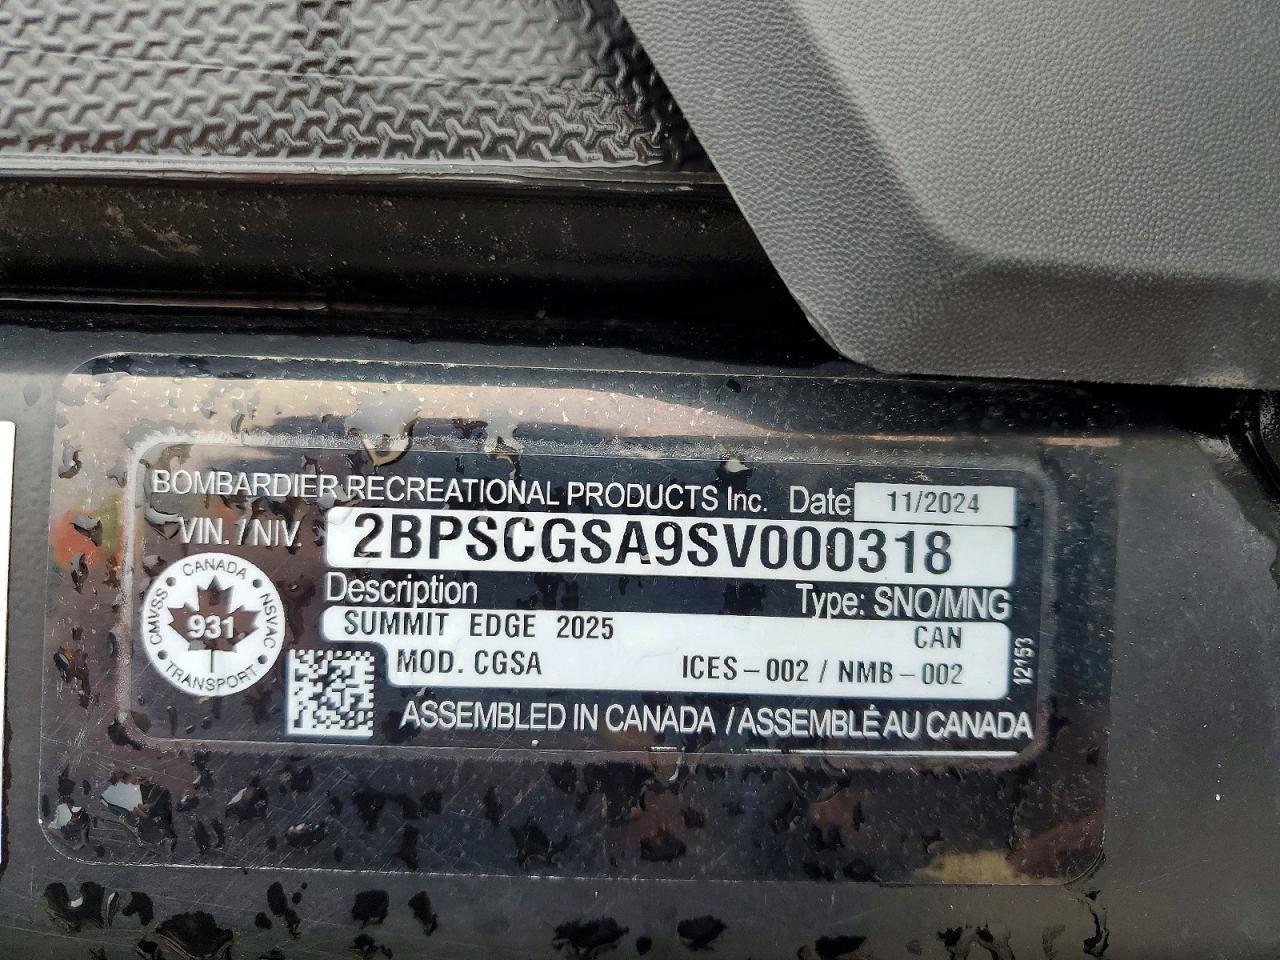 BOMBARDIER RECREATIONAL PRODUCTS Inc. Date 11/2024
VIN. / NIV. 2BPSCGSA9SV000318
Description Type: SNO/MNG
SUMMIT EDGE 2025 CAN
MOD. CGSA ICES-002 / NMB-002
12153
CANADA
CMVSS 931 NSVAC
TRANSPORT
ASSEMBLED IN CANADA / ASSEMBLÉ AU CANADA